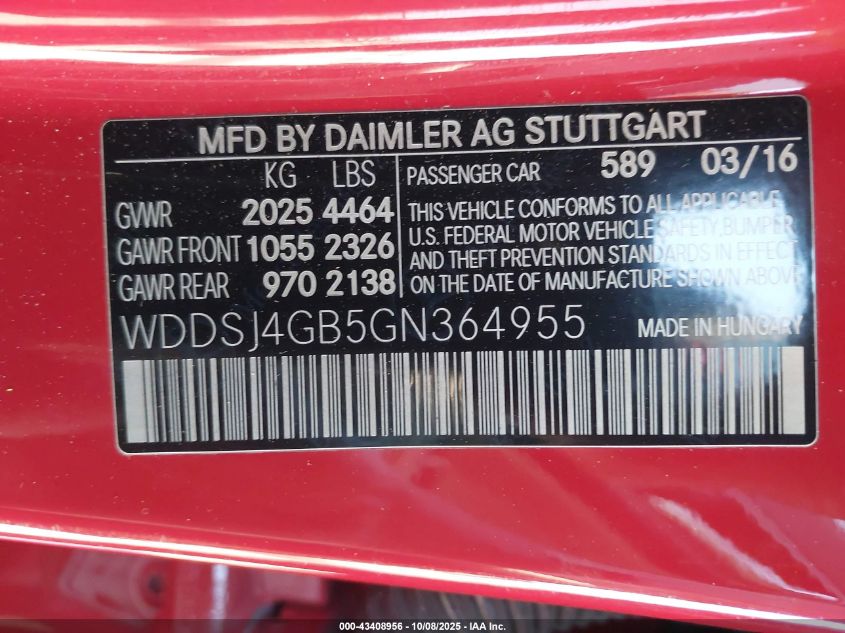 MFD BY DAIMLER AG STUTTGART
KG LBS
GVWR 2025 4464
GAWR FRONT 1055 2326
GAWR REAR 970 2138
PASSENGER CAR 589 03/16
THIS VEHICLE CONFORMS TO ALL APPLICABLE
U.S. FEDERAL MOTOR VEHICLE SAFETY, BUMPER
AND THEFT PREVENTION STANDARDS IN EFFECT
ON THE DATE OF MANUFACTURE SHOWN ABOVE
WDDSJ4GB5GN364955 MADE IN HUNGARY
000-43408956 - 10/08/2025 - IAA Inc.